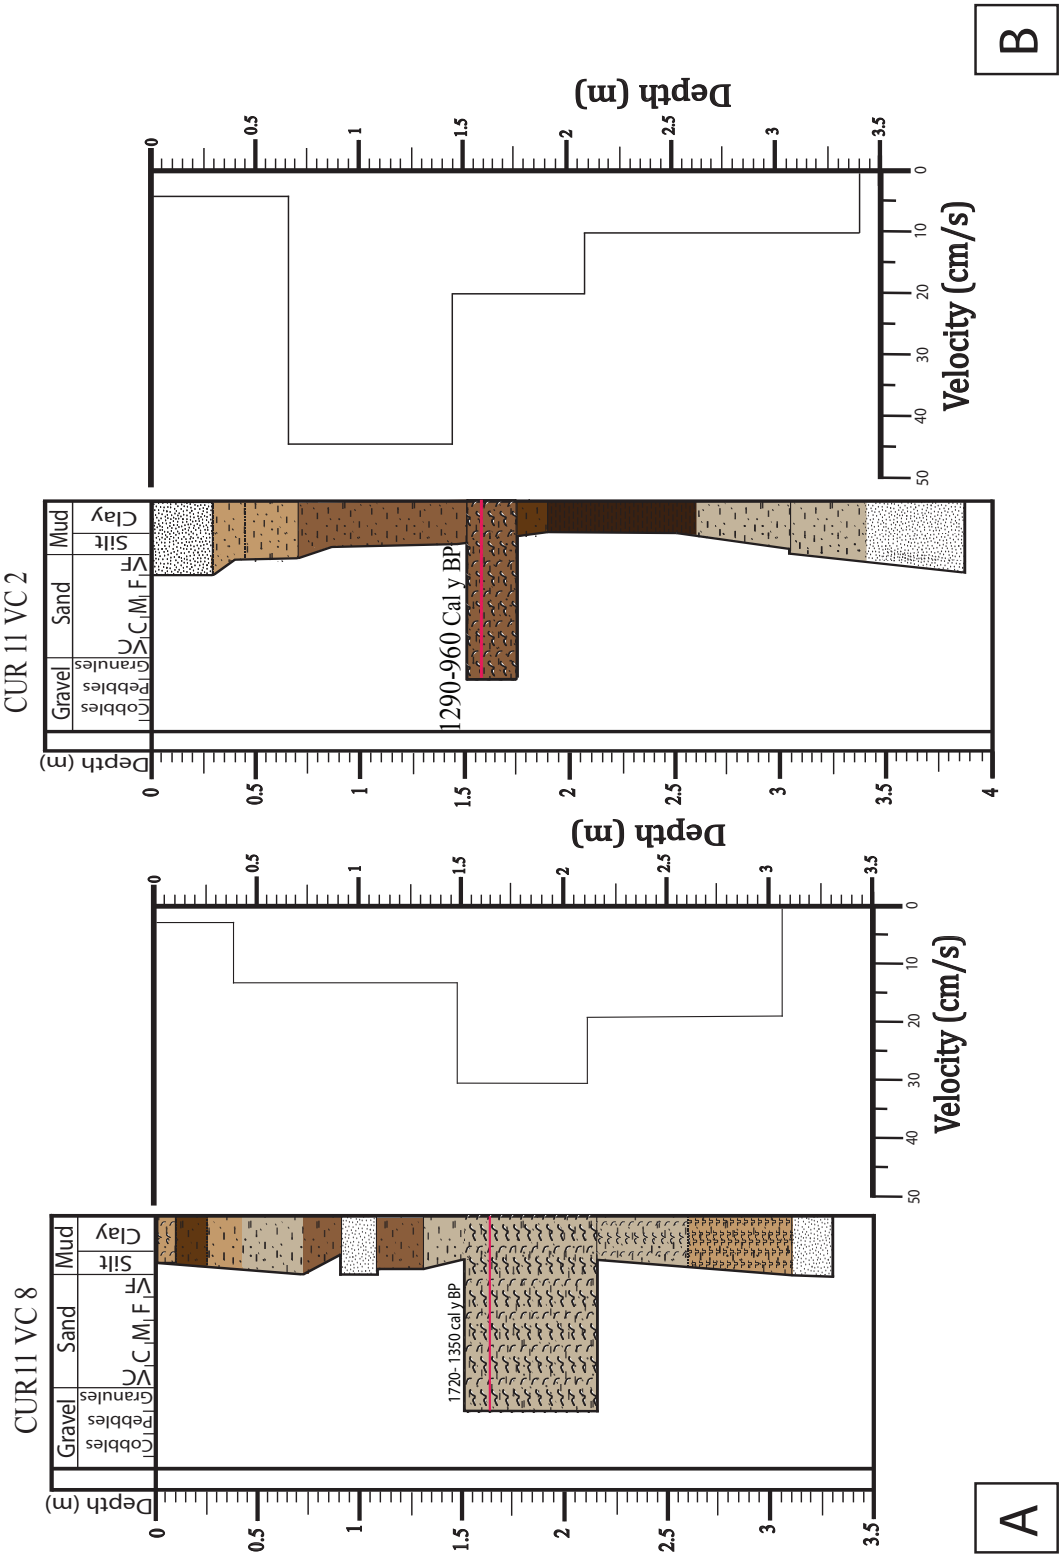 CUR11 VC 8
Depth (m)
Gravel
Sand
Mud
Cobbles
Pebbles
Granules
VC
C
M
F
VF
Silt
Clay
0
0.5
1
1.5
2
2.5
3
3.5
1720- 1350 cal y BP
Depth (m)
0
0.5
1
1.5
2
2.5
3
3.5
Velocity (cm/s)
50
40
30
20
10
0
A
CUR 11 VC 2
Depth (m)
Gravel
Sand
Mud
Cobbles
Pebbles
Granules
VC
C
M
F
VF
Silt
Clay
0
0.5
1
1.5
2
2.5
3
3.5
4
1290-960 Cal y BP
Depth (m)
0
0.5
1
1.5
2
2.5
3
3.5
Velocity (cm/s)
50
40
30
20
10
0
B